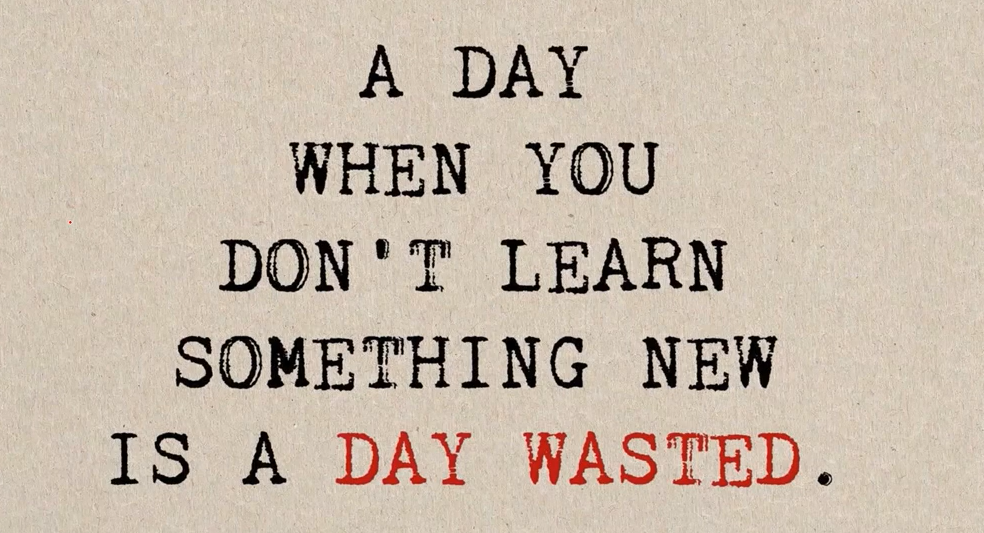 A DAY
WHEN YOU
DON'T LEARN
SOMETHING NEW
IS A DAY WASTED.